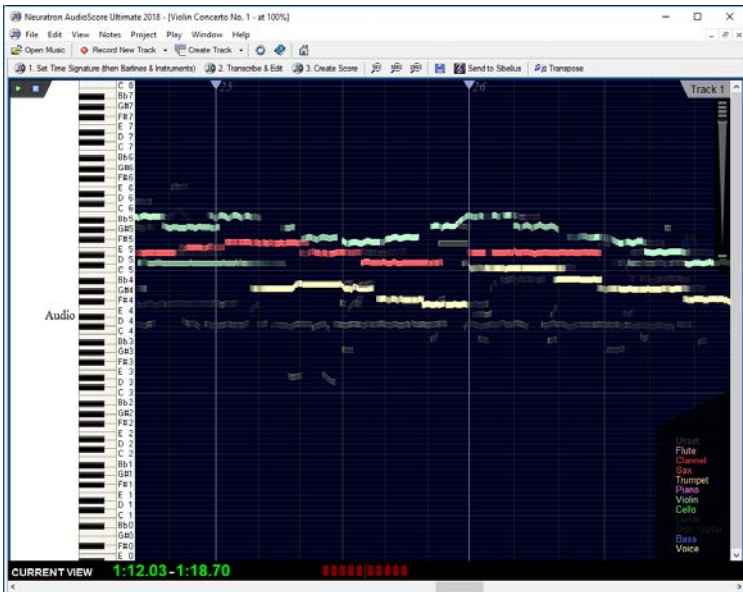 Neuratron AudioScore Ultimate 2018 - [Violin Concerto No. 1 - at 100%]
File Edit View Notes Project Play Window Help
Open Music Record New Track Create Track
1. Set Time Signature (then Barlines & Instruments) 2. Transcribe & Edit 3. Create Score Send to Sibelius Transpose
C 8 25 26 Track 1
Bb7
G#7
F#7
E 7
D 7
C 7
Bb6
G#6
F#6
E 6
D 6
C 6
Bb5
G#5
F#5
E 5
D 5
C 5
Bb4
G#4
F#4
E 4
Audio
D 4
C 4
Bb3
G#3
F#3
E 3
D 3
C 3
Bb2
G#2
F#2
E 2
D 2
C 2
Bb1
G#1
F#1
E 1
D 1
C 1
Bb0
G#0
F#0
E 0
Unset
Flute
Clarinet
Sax
Trumpet
Piano
Violin
Cello
Guitar
Dist. Guitar
Bass
Voice
CURRENT VIEW 1:12.03-1:18.70